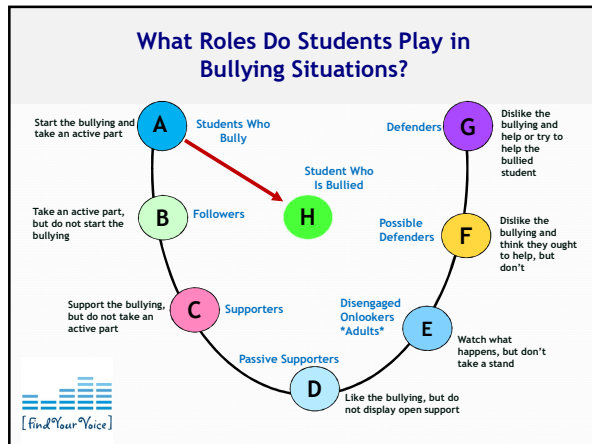 What Roles Do Students Play in
Bullying Situations?
Start the bullying and
take an active part
A
Students Who
Bully
Defenders
G
Dislike the
bullying and
help or try to
help the
bullied
student
Student Who
Is Bullied
H
Take an active part,
but do not start the
bullying
B
Followers
Possible
Defenders
F
Dislike the
bullying and
think they ought
to help, but
don’t
Support the bullying,
but do not take an
active part
C
Supporters
Disengaged
Onlookers
*Adults*
E
Watch what
happens, but don’t
take a stand
Passive Supporters
D
Like the bullying, but do
not display open support
[find Your Voice]